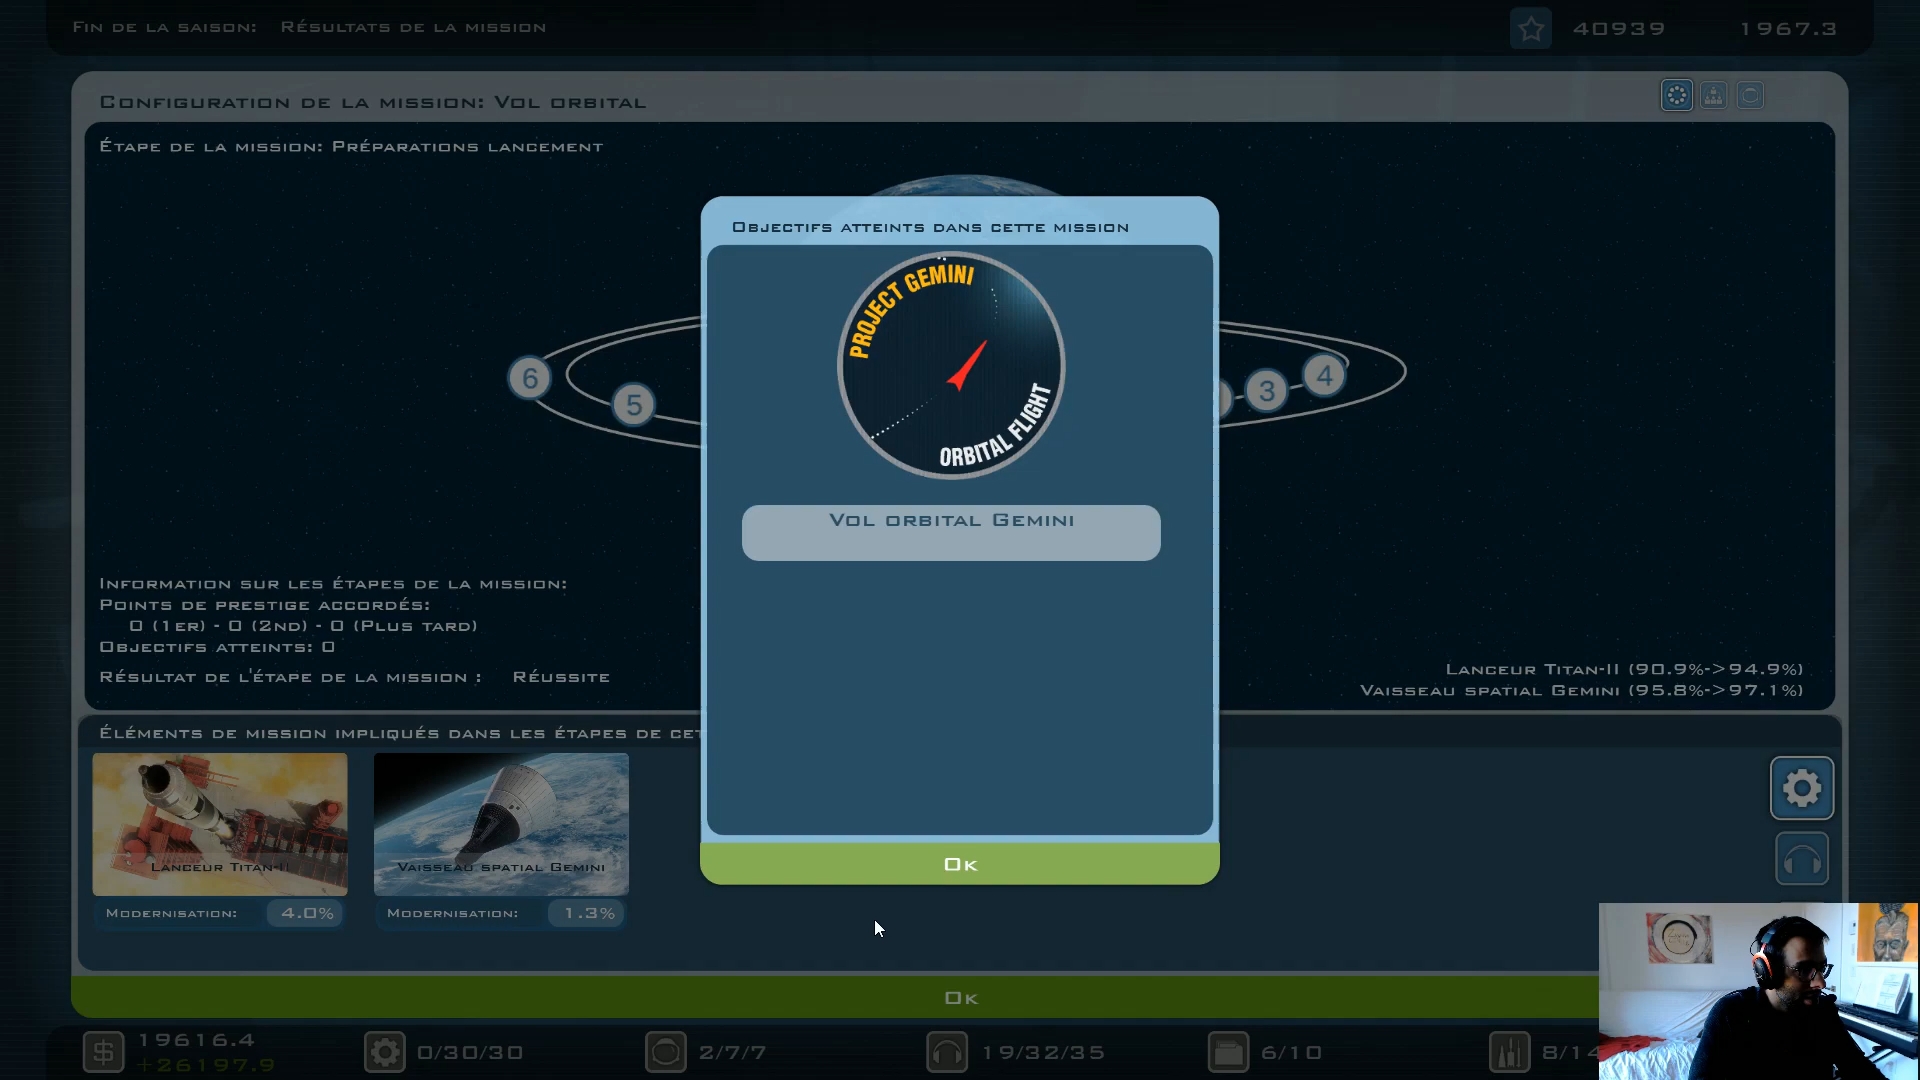 Fin de la saison: Résultats de la mission
40939
1967.3
Configuration de la mission: Vol orbital
Étape de la mission: Préparations lancement
Objectifs atteints dans cette mission
PROJECT GEMINI
ORBITAL FLIGHT
Vol orbital Gemini
6
5
3
4
Information sur les étapes de la mission:
Points de prestige accordés:
0 (1er) - 0 (2nd) - 0 (Plus tard)
Objectifs atteints: 0
Résultat de l'étape de la mission : Réussite
Lanceur Titan-II (90.9%->94.9%)
Vaisseau spatial Gemini (95.8%->97.1%)
Éléments de mission impliqués dans les étapes de
Lanceur Titan-II
Vaisseau spatial Gemini
Modernisation: 4.0%
Modernisation: 1.3%
Ok
Ok
19616.4
+26197.9
0/30/30
2/7/7
19/32/35
6/10